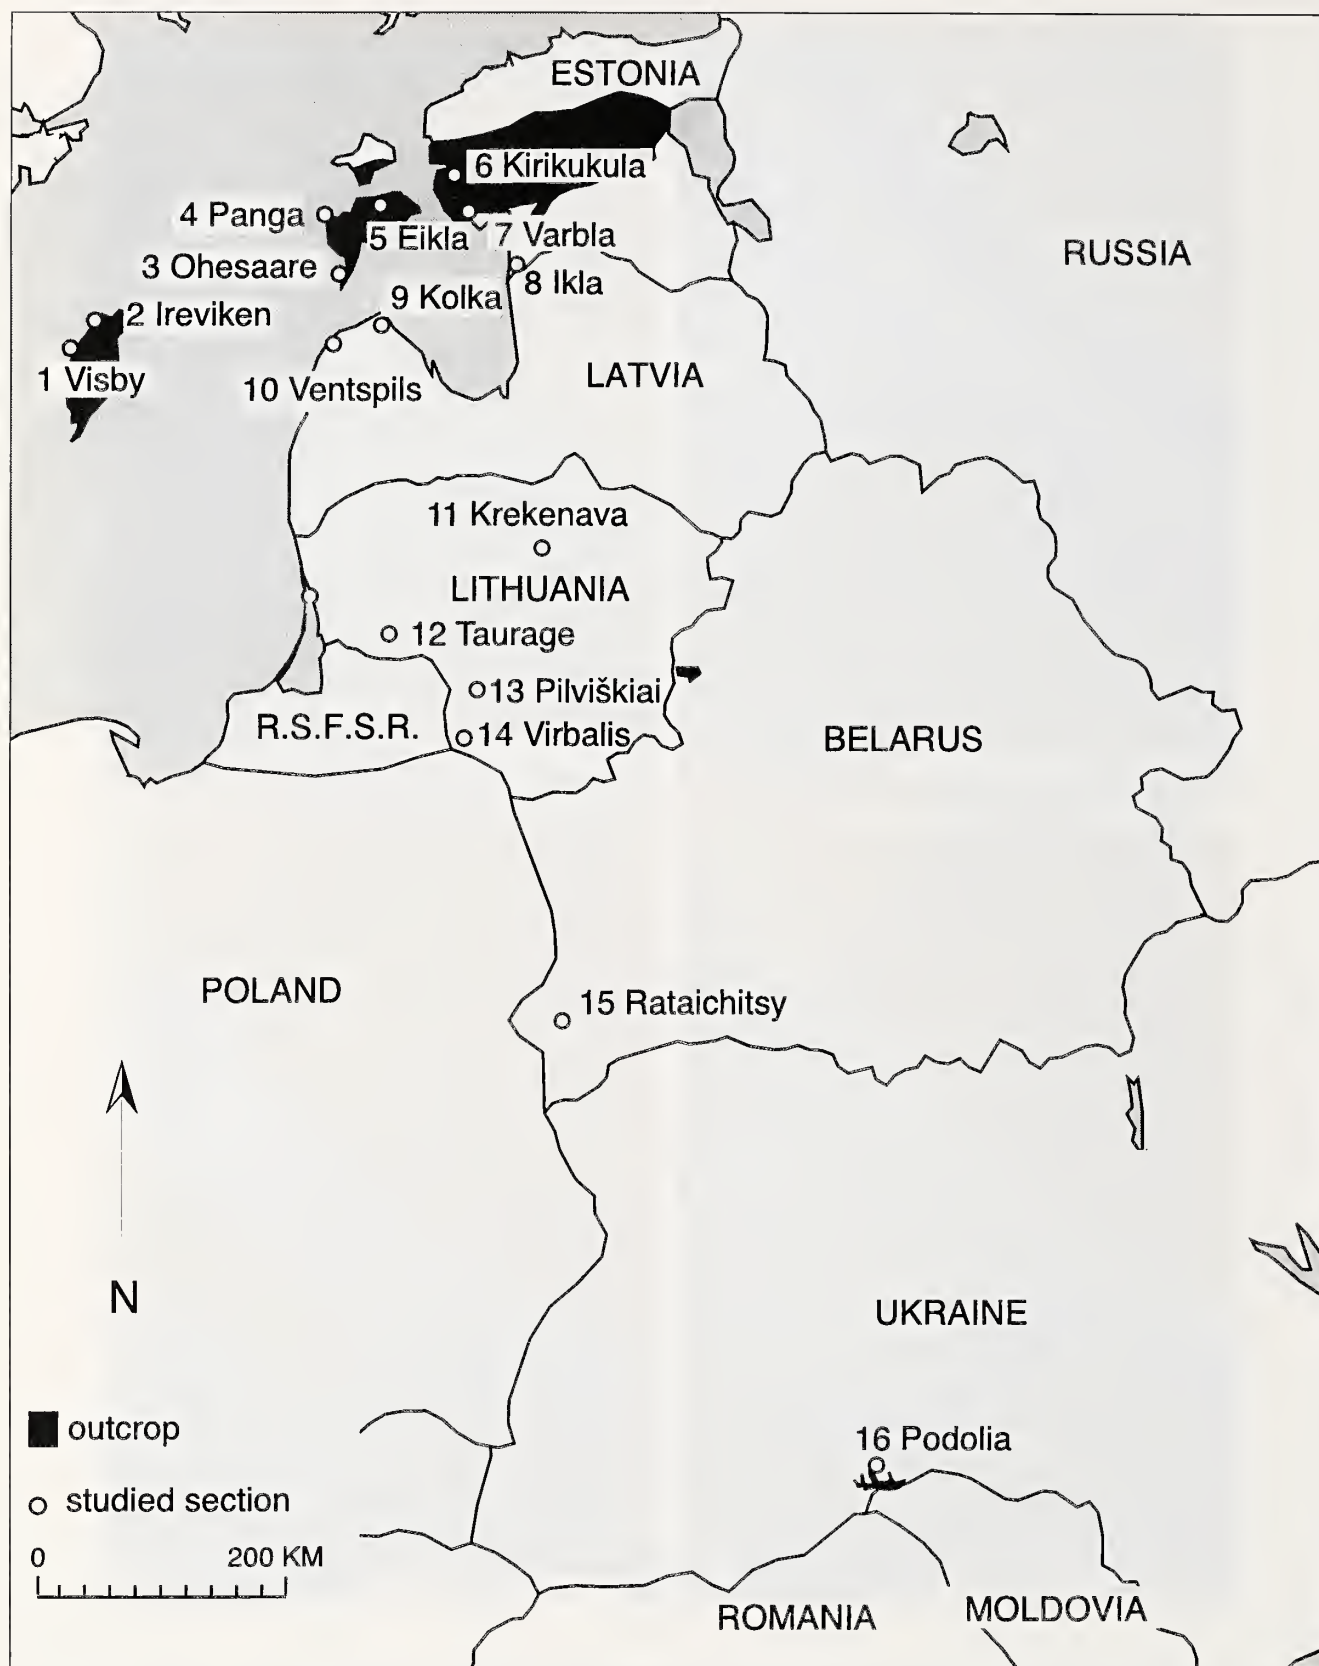 ESTONIA
6 Kirikukula
4 Panga
5 Eikla
7 Varbla
RUSSIA
3 Ohesaare
8 Ikla
9 Kolka
2 Ireviken
1 Visby
10 Ventspils
LATVIA
11 Krekenava
LITHUANIA
12 Taurage
13 Pilviškiai
R.S.F.S.R.
14 Virbalis
BELARUS
POLAND
15 Rataichitsy
N
UKRAINE
outcrop
16 Podolia
studied section
0 200 KM
ROMANIA
MOLDOVIA